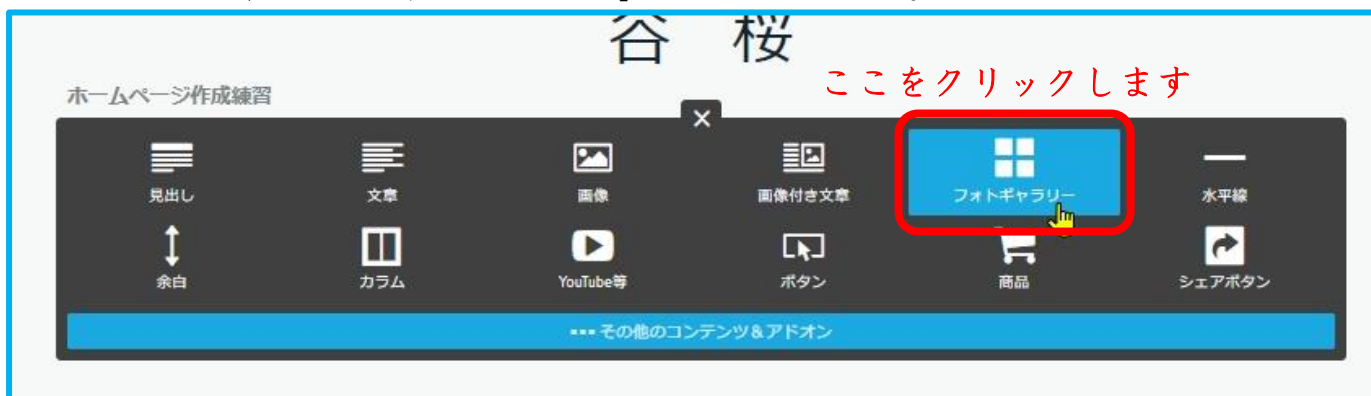 谷 桜
ここをクリックします
ホームページ作成練習
×
見出し 文章 画像 画像付き文章 フォトギャラリー 水平線
余白 カラム YouTube等 ボタン 商品 シェアボタン
▪▪▪ その他のコンテンツ&アドオン